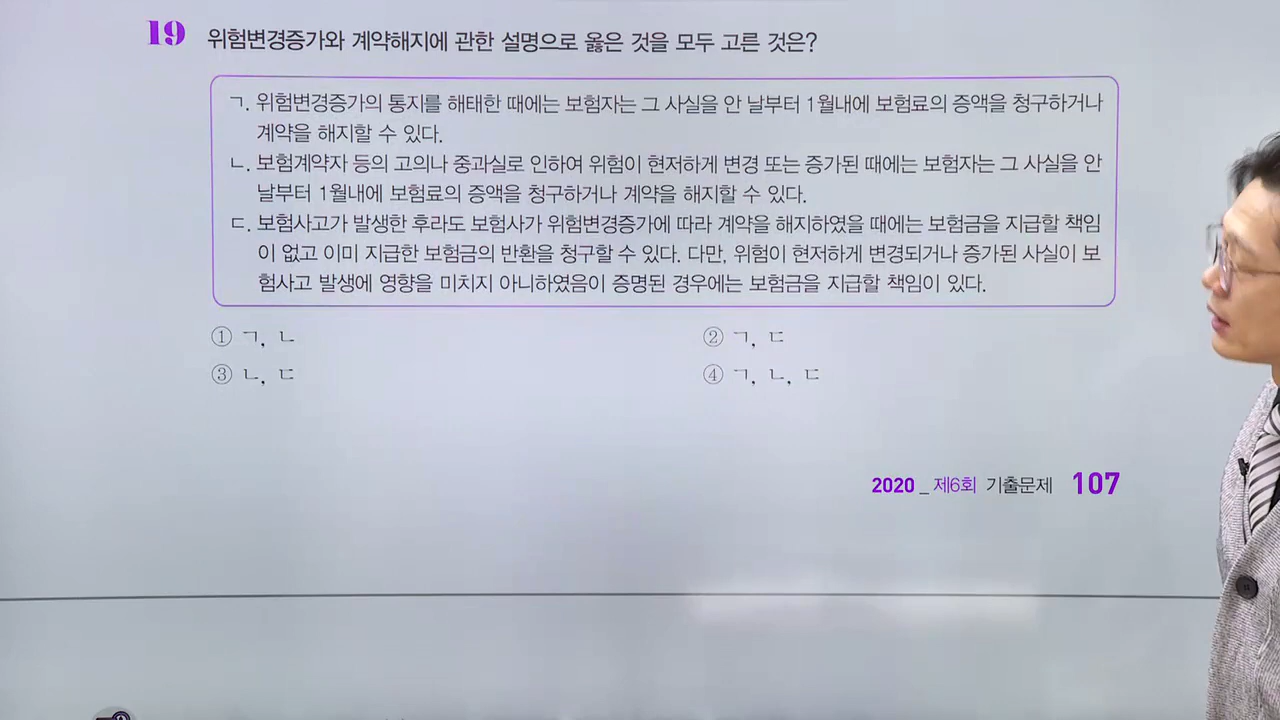 19 위험변경증가와 계약해지에 관한 설명으로 옳은 것을 모두 고른 것은?
ㄱ. 위험변경증가의 통지를 해태한 때에는 보험자는 그 사실을 안 날부터 1월내에 보험료의 증액을 청구하거나
계약을 해지할 수 있다.
ㄴ. 보험계약자 등의 고의나 중과실로 인하여 위험이 현저하게 변경 또는 증가된 때에는 보험자는 그 사실을 안
날부터 1월내에 보험료의 증액을 청구하거나 계약을 해지할 수 있다.
ㄷ. 보험사고가 발생한 후라도 보험사가 위험변경증가에 따라 계약을 해지하였을 때에는 보험금을 지급할 책임
이 없고 이미 지급한 보험금의 반환을 청구할 수 있다. 다만, 위험이 현저하게 변경되거나 증가된 사실이 보
험사고 발생에 영향을 미치지 아니하였음이 증명된 경우에는 보험금을 지급할 책임이 있다.
① ㄱ, ㄴ
② ㄱ, ㄷ
③ ㄴ, ㄷ
④ ㄱ, ㄴ, ㄷ
2020 _ 제6회 기출문제 107